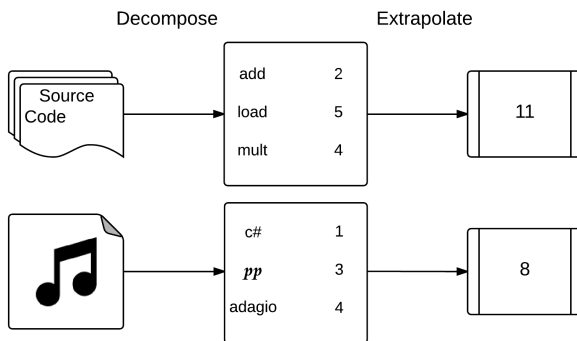 Decompose Extrapolate
Source
Code
add 2
load 5
mult 4
11
c# 1
pp 3
adagio 4
8